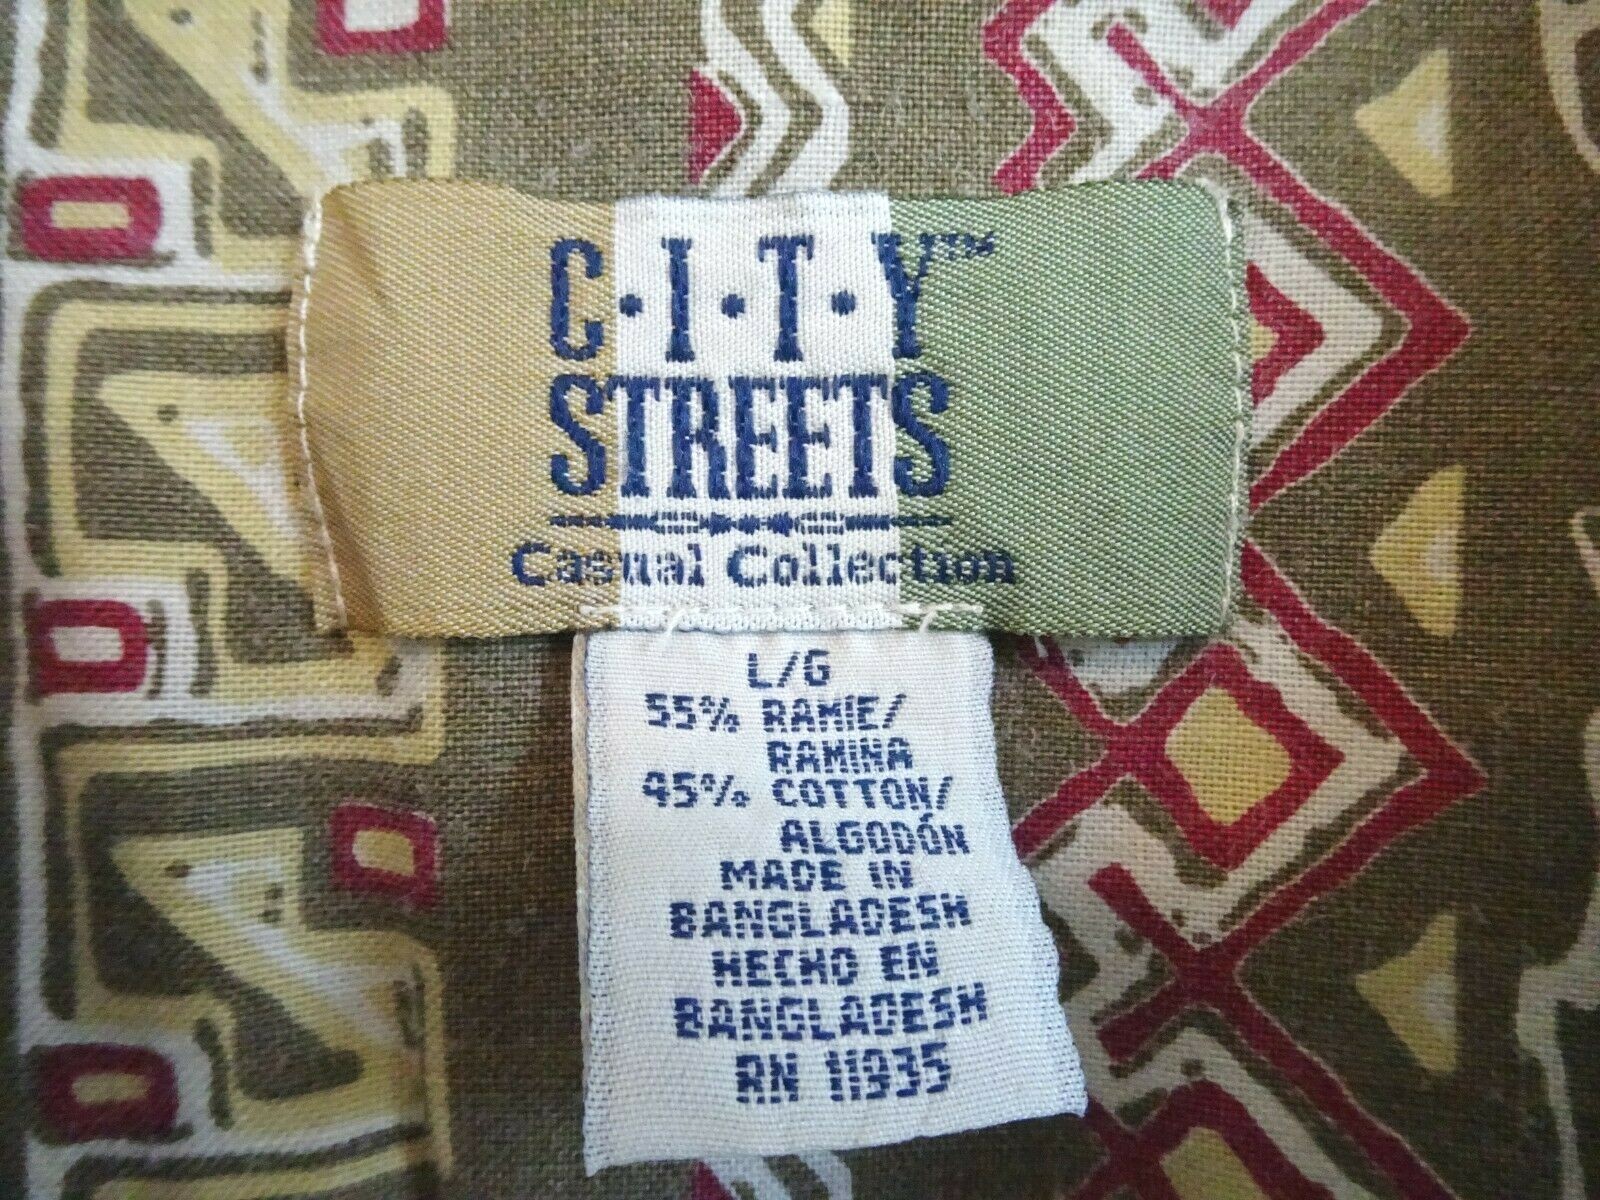 C·I·T·Y™
STREETS
Casual Collection
L/G
55% RAMIE/
RAMINA
45% COTTON/
ALGODÓN
MADE IN
BANGLADESH
HECHO EN
BANGLADESH
RN 11935